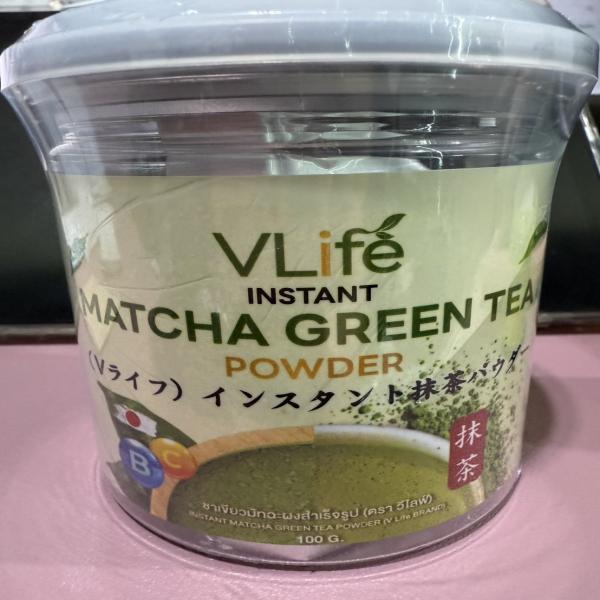 VLife
INSTANT
MATCHA GREEN TEA
POWDER
(Vライフ) インスタント抹茶パウダー
B C
抹茶
ชาเขียวมัทฉะผงสำเร็จรูป (ตรา วีไลฟ์)
INSTANT MATCHA GREEN TEA POWDER (V Life BRAND)
100 G.